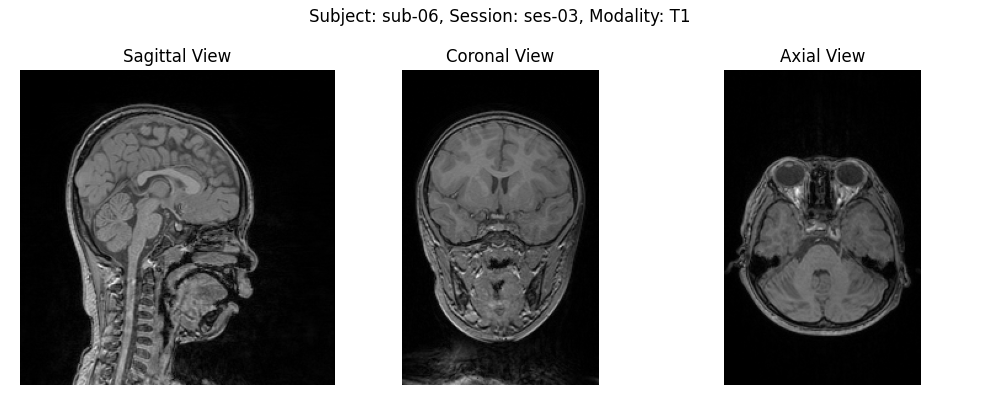 Subject: sub-06, Session: ses-03, Modality: T1
Sagittal View
Coronal View
Axial View